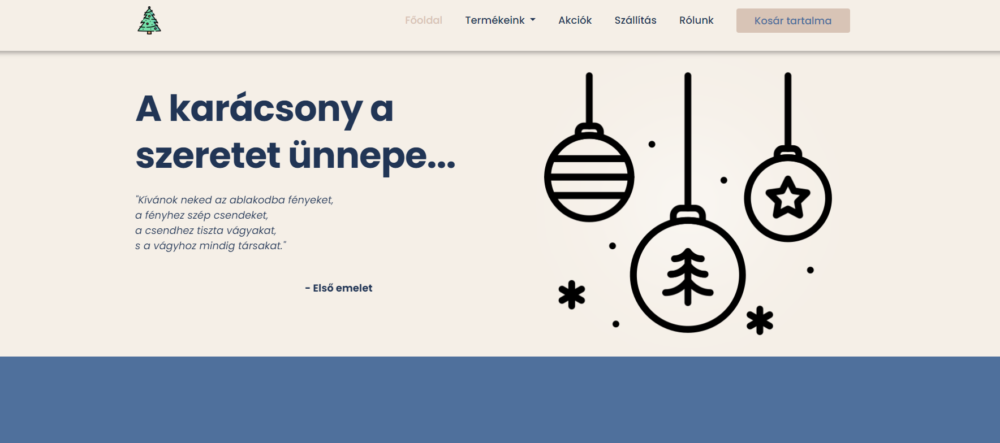 Főoldal Termékeink Akciók Szállítás Rólunk Kosár tartalma
A karácsony a
szeretet ünnepe...
"Kívánok neked az ablakodba fényeket,
a fényhez szép csendeket,
a csendhez tiszta vágyakat,
s a vágyhoz mindig társakat."
- Első emelet